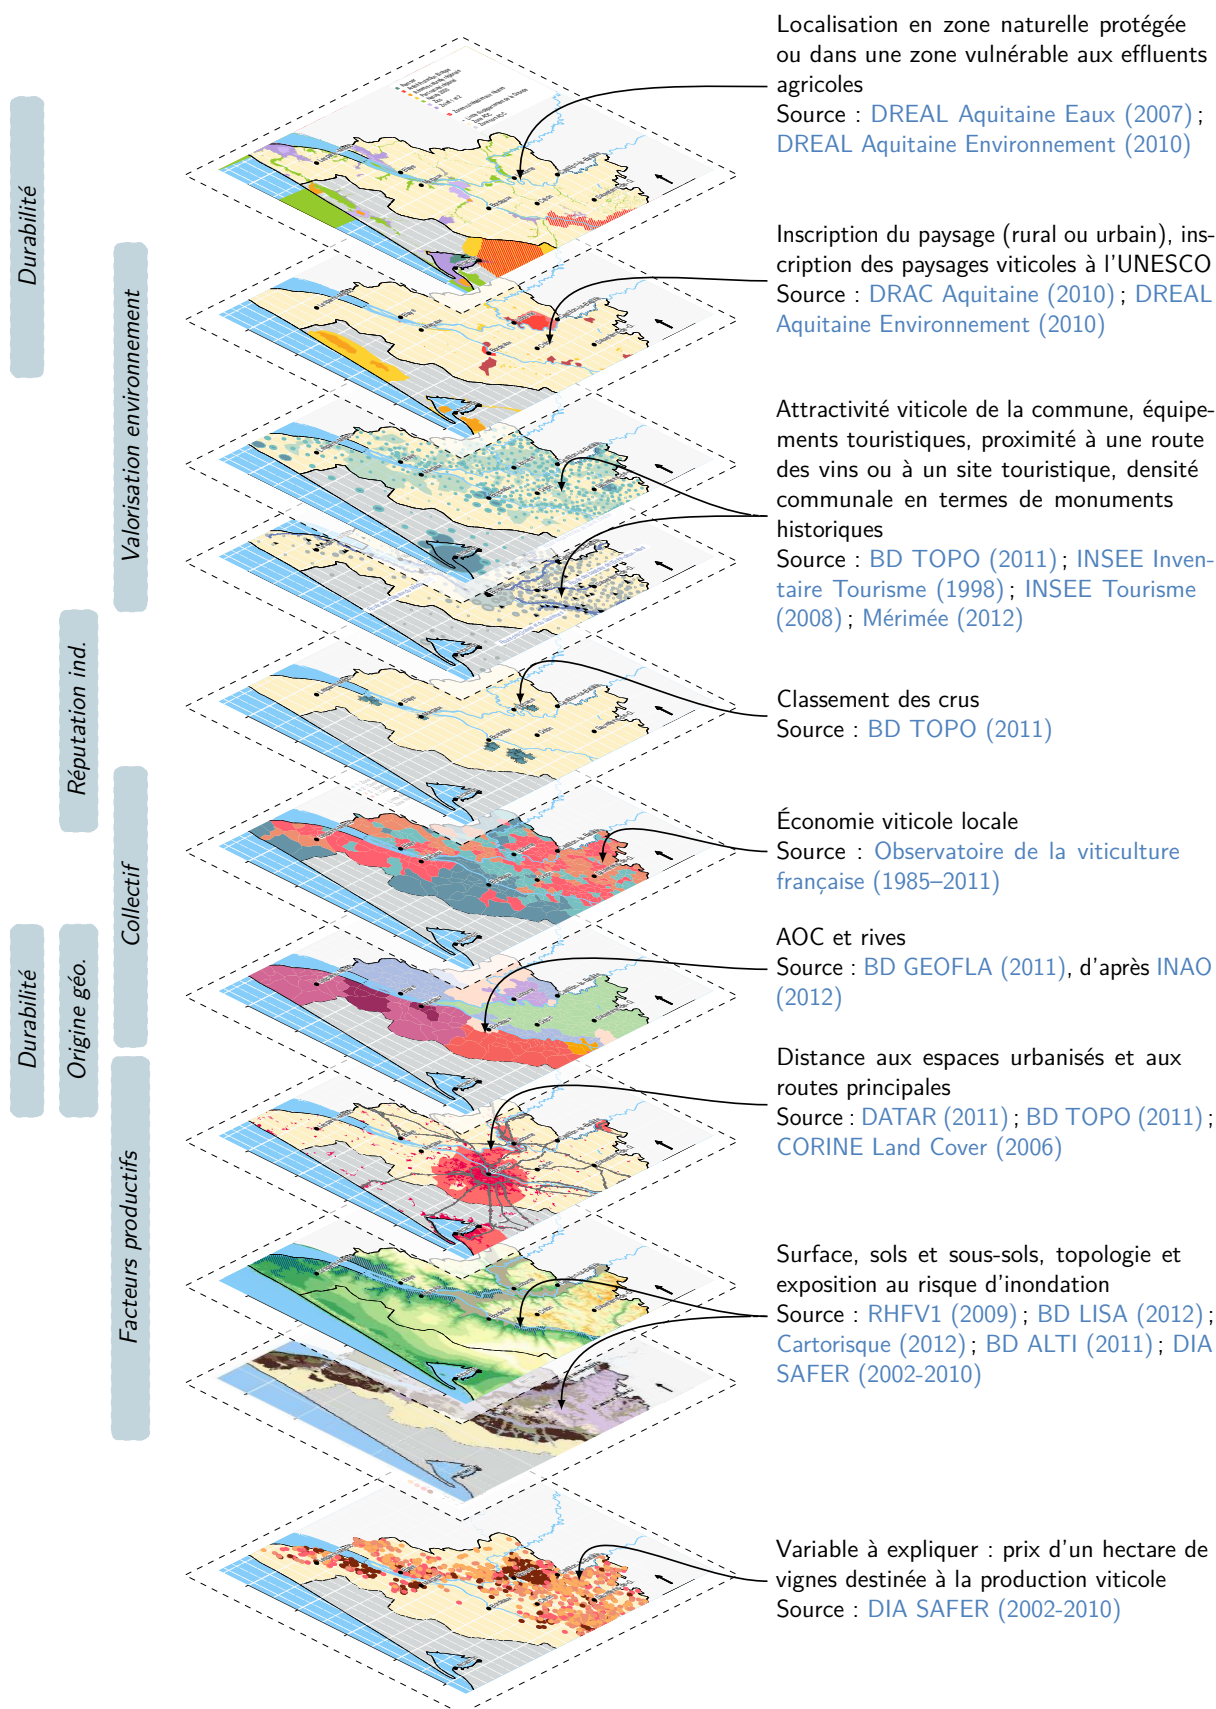 Localisation en zone naturelle protégée
ou dans une zone vulnérable aux effluents
agricoles
Source : DREAL Aquitaine Eaux (2007) ;
DREAL Aquitaine Environnement (2010)
Durabilité
Inscription du paysage (rural ou urbain), ins-
cription des paysages viticoles à l'UNESCO
Source : DRAC Aquitaine (2010) ; DREAL
Aquitaine Environnement (2010)
Valorisation environnement
Attractivité viticole de la commune, équipe-
ments touristiques, proximité à une route
des vins ou à un site touristique, densité
communale en termes de monuments
historiques
Source : BD TOPO (2011) ; INSEE Inven-
taire Tourisme (1998) ; INSEE Tourisme
(2008) ; Mérimée (2012)
Réputation ind.
Classement des crus
Source : BD TOPO (2011)
Collectif
Économie viticole locale
Source : Observatoire de la viticulture
française (1985–2011)
Durabilité
Origine géo.
AOC et rives
Source : BD GEOFLA (2011), d'après INAO
(2012)
Distance aux espaces urbanisés et aux
routes principales
Source : DATAR (2011) ; BD TOPO (2011) ;
CORINE Land Cover (2006)
Facteurs productifs
Surface, sols et sous-sols, topologie et
exposition au risque d'inondation
Source : RHFV1 (2009) ; BD LISA (2012) ;
Cartorisque (2012) ; BD ALTI (2011) ; DIA
SAFER (2002-2010)
Variable à expliquer : prix d'un hectare de
vignes destinée à la production viticole
Source : DIA SAFER (2002-2010)